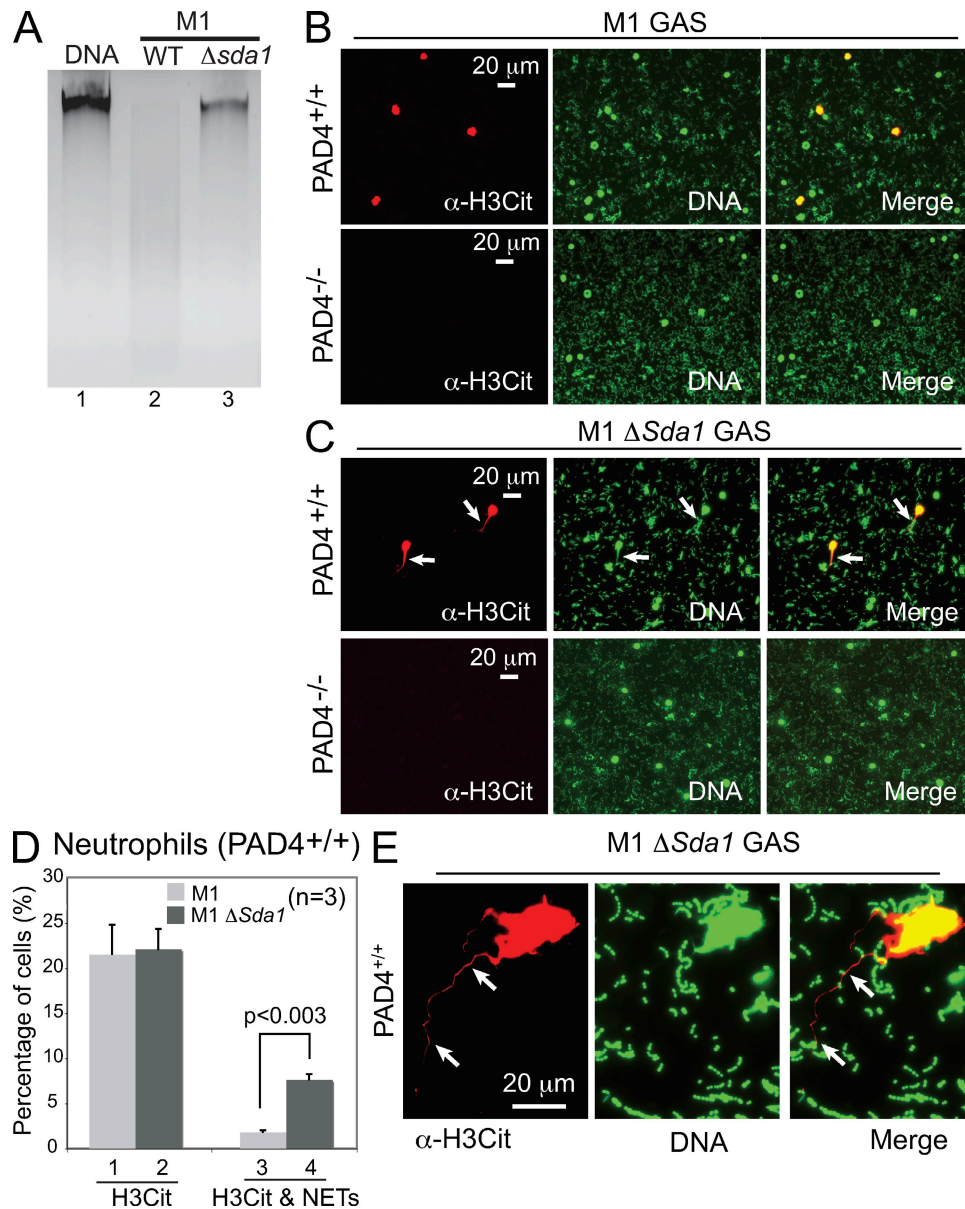 A
M1
DNA WT Δsda1
1 2 3
B
M1 GAS
PAD4+/+
20 μm
α-H3Cit
DNA
Merge
PAD4-/-
20 μm
α-H3Cit
DNA
Merge
C
M1 ΔSda1 GAS
PAD4+/+
20 μm
α-H3Cit
DNA
Merge
PAD4-/-
20 μm
α-H3Cit
DNA
Merge
D Neutrophils (PAD4+/+)
Percentage of cells (%)
30
25
20
15
10
5
0
M1
M1 ΔSda1
(n=3)
p<0.003
1 2 3 4
H3Cit H3Cit & NETs
E
M1 ΔSda1 GAS
PAD4+/+
20 μm
α-H3Cit DNA Merge